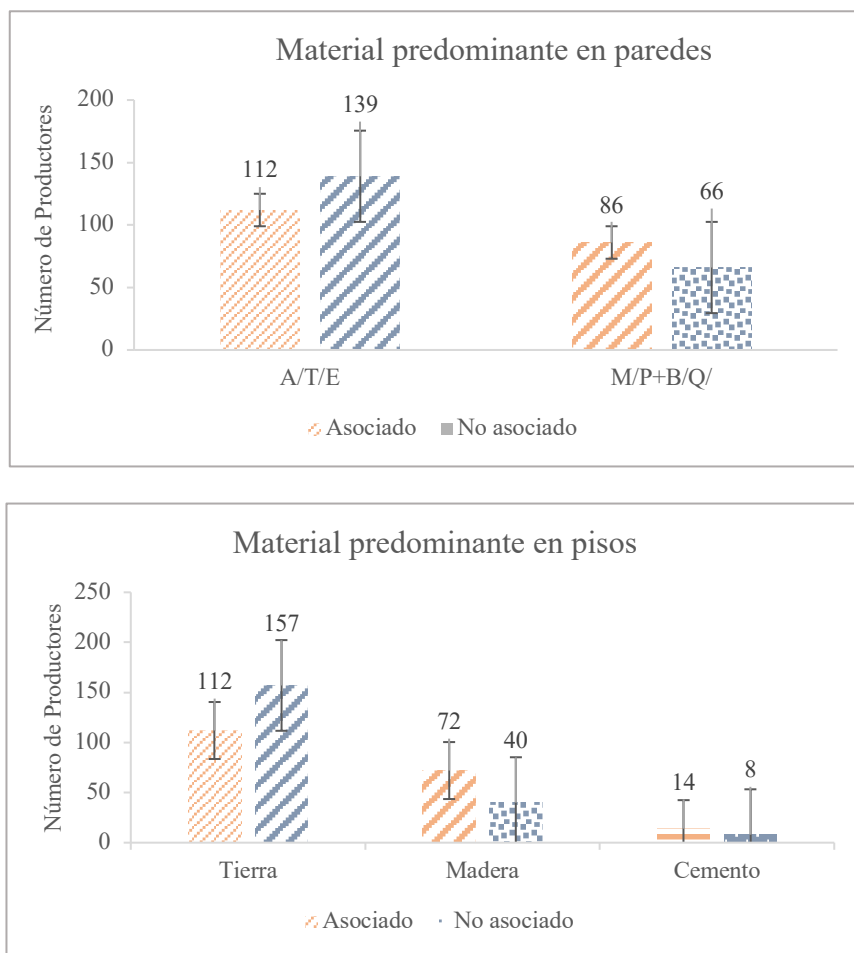 Material predominante en paredes
Número de Productores
200
150
100
50
0
112
139
86
66
A/T/E
M/P+B/Q/
Asociado
No asociado
Material predominante en pisos
Número de Productores
250
200
150
100
50
0
112
157
72
40
14
8
Tierra
Madera
Cemento
Asociado
No asociado